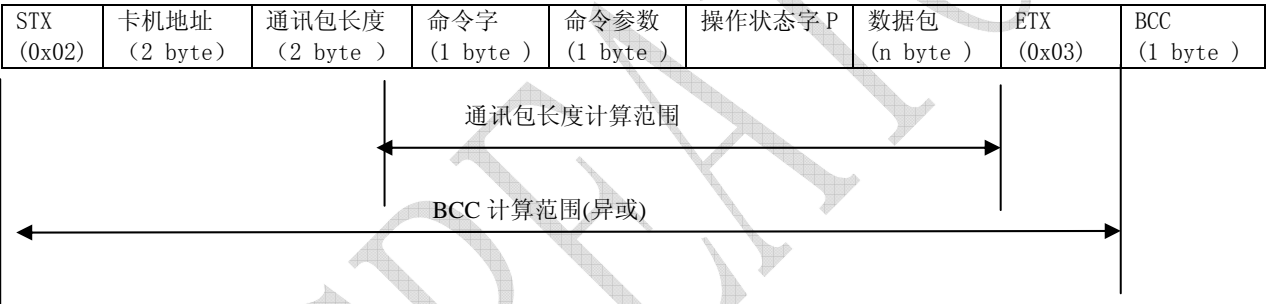 STX 卡机地址 通讯包长度 命令字 命令参数 操作状态字 P 数据包 ETX BCC
(0x02) （2 byte） （2 byte ） (1 byte ) (1 byte ) (n byte ) (0x03) (1 byte )
通讯包长度计算范围
BCC 计算范围(异或)